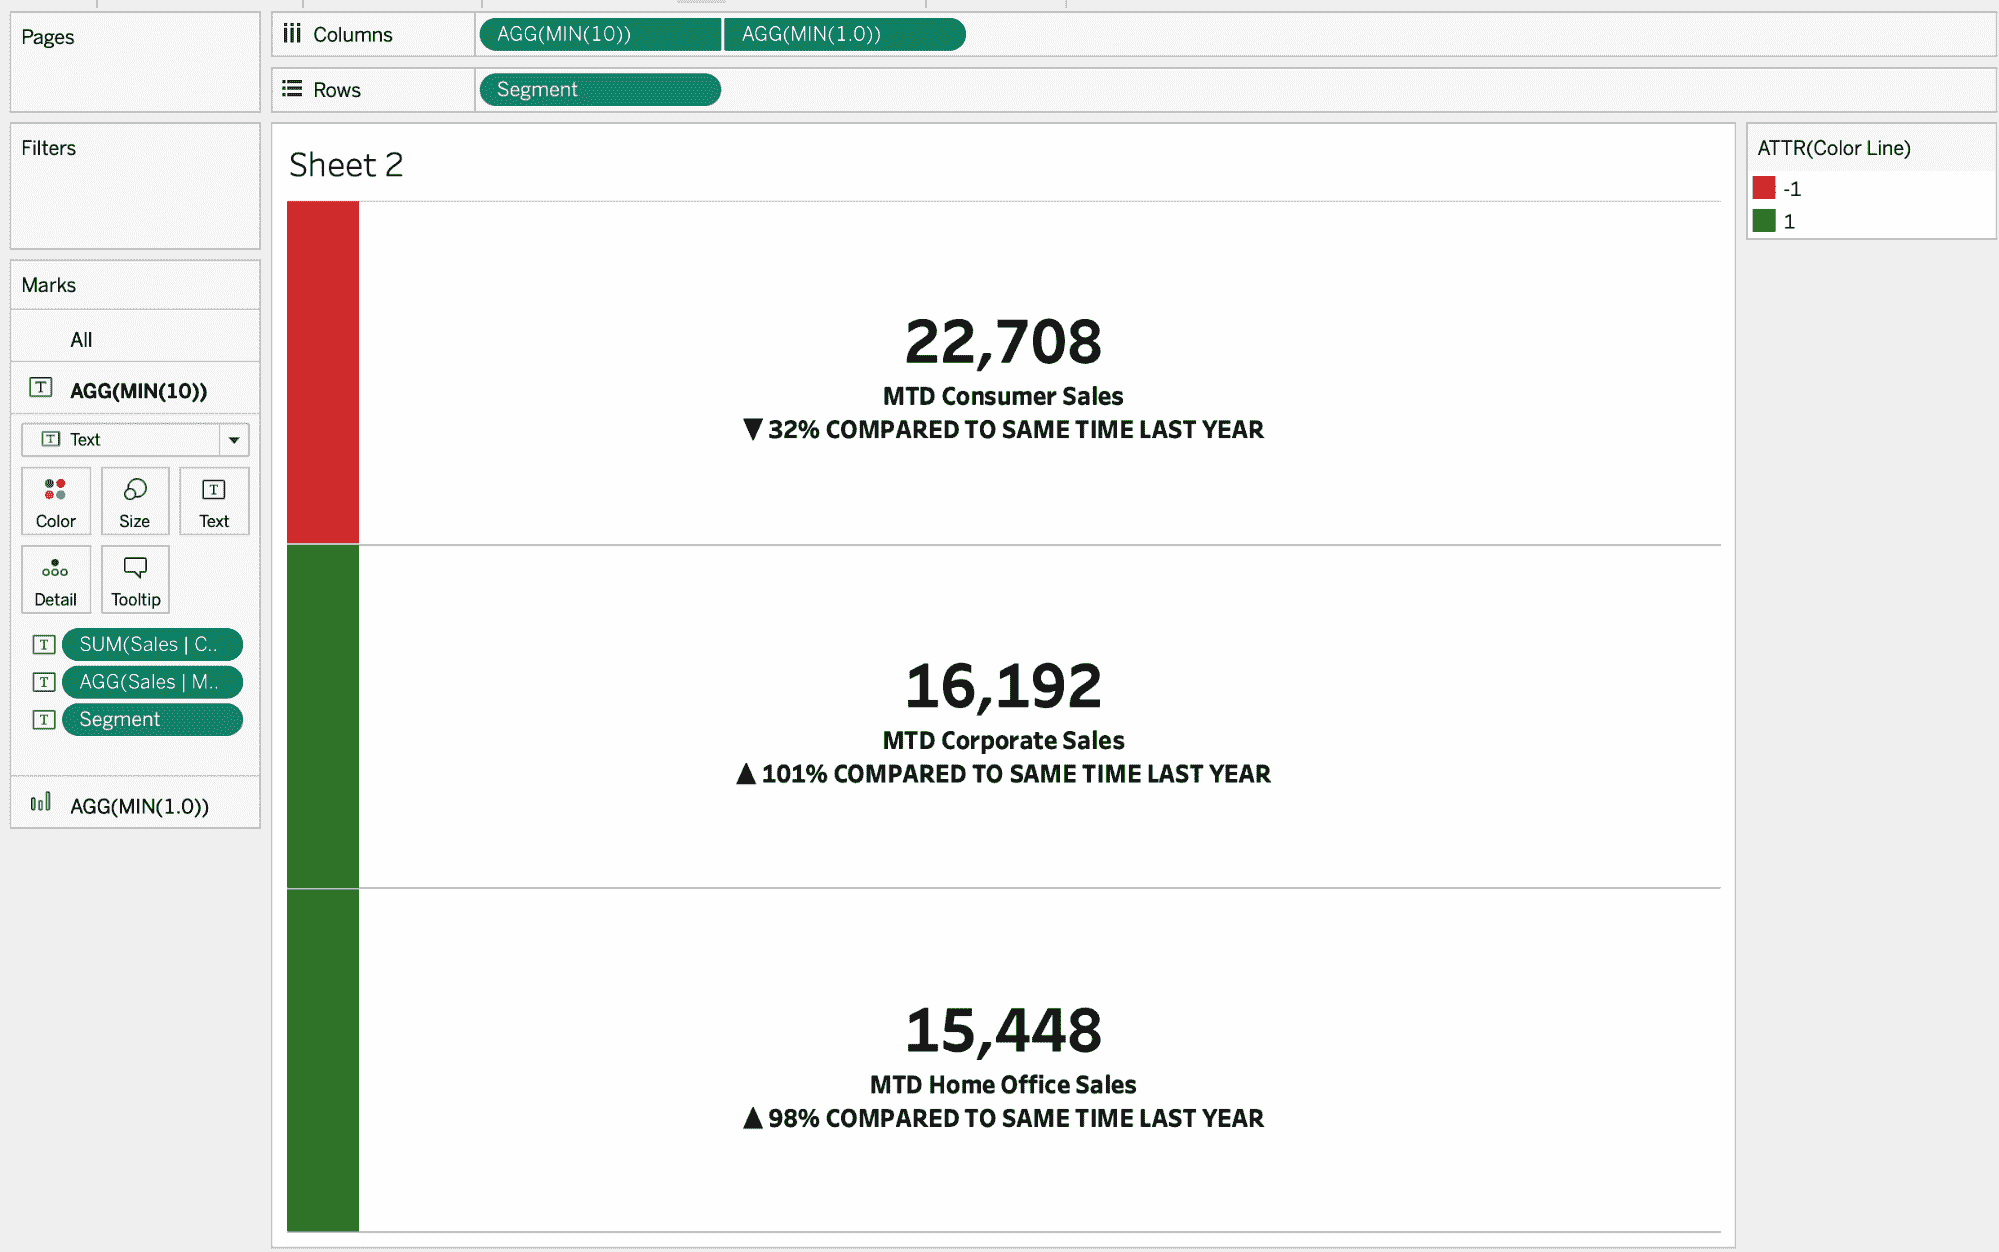 Pages
Columns
AGG(MIN(10))
AGG(MIN(1.0))
Rows
Segment
Filters
Marks
All
T AGG(MIN(10))
T Text
Color
Size
T Text
Detail
Tooltip
T SUM(Sales | C..
T AGG(Sales | M..
T Segment
AGG(MIN(1.0))
Sheet 2
22,708
MTD Consumer Sales
▼ 32% COMPARED TO SAME TIME LAST YEAR
16,192
MTD Corporate Sales
▲ 101% COMPARED TO SAME TIME LAST YEAR
15,448
MTD Home Office Sales
▲ 98% COMPARED TO SAME TIME LAST YEAR
ATTR(Color Line)
-1
1